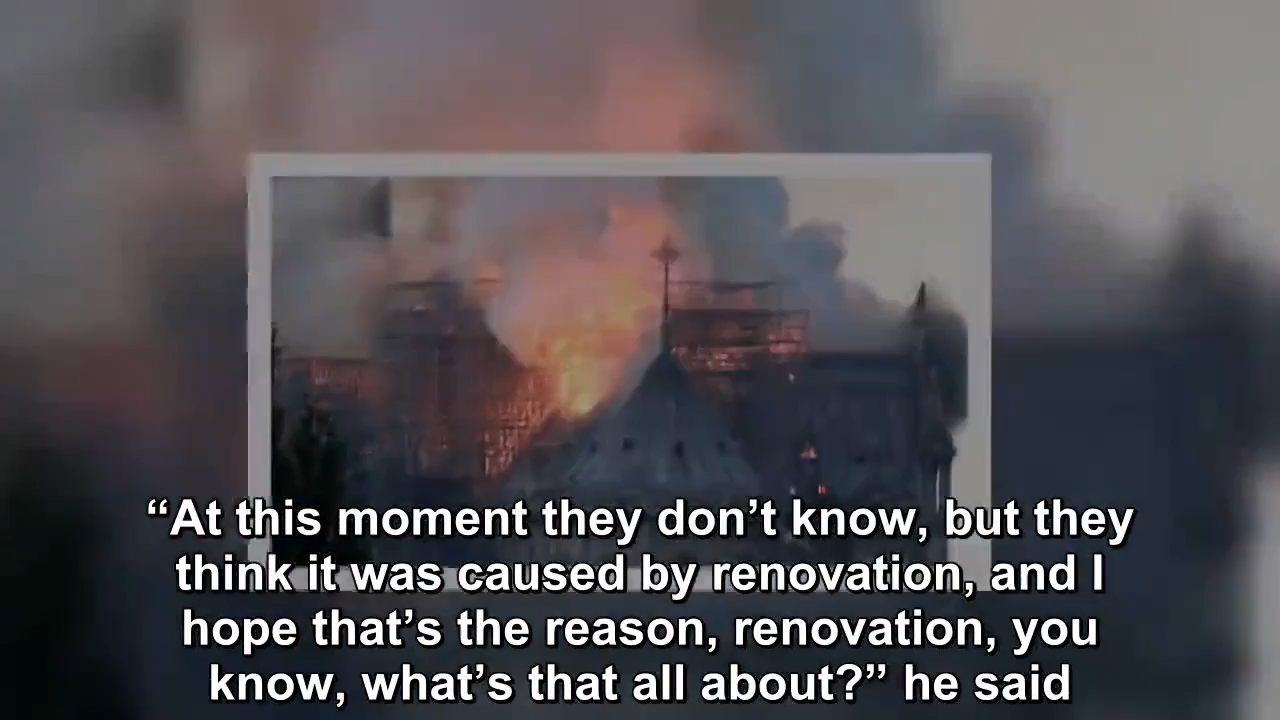 “At this moment they don’t know, but they
think it was caused by renovation, and I
hope that’s the reason, renovation, you
know, what’s that all about?” he said